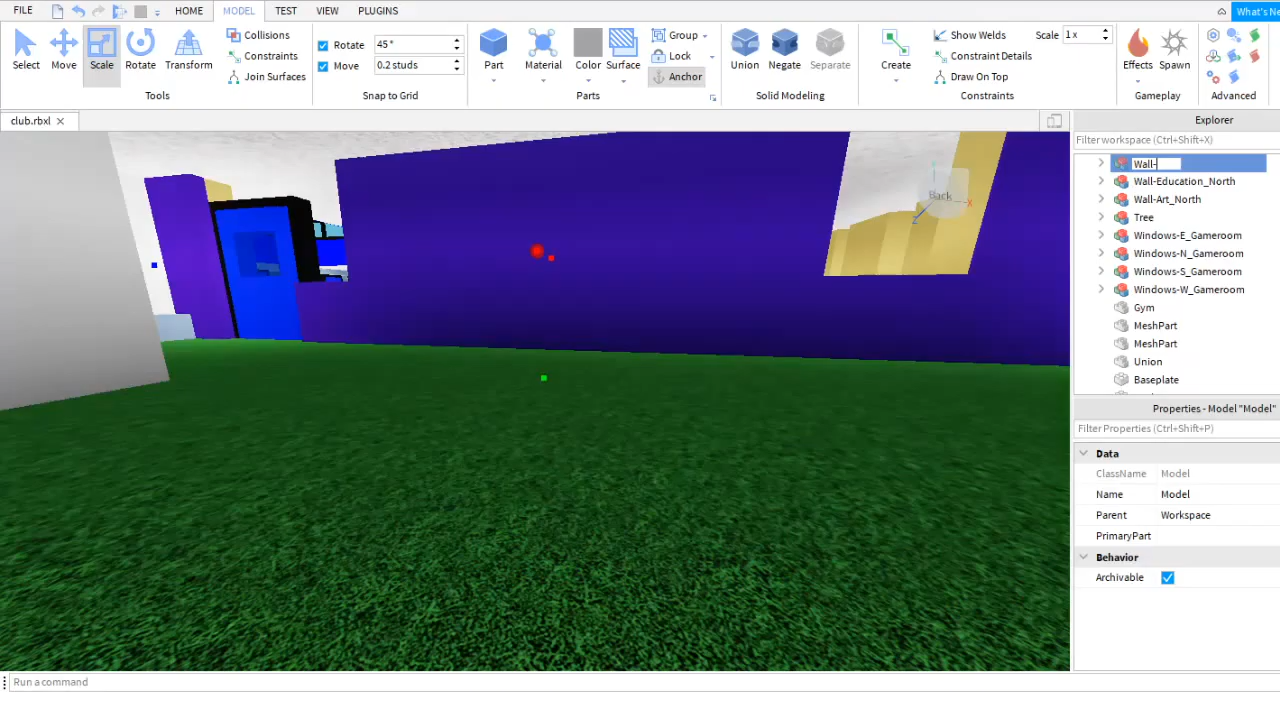 FILE HOME MODEL TEST VIEW PLUGINS What's Ne
Select Move Scale Rotate Transform
Collisions
Constraints
Join Surfaces
Tools
Rotate 45°
Move 0.2 studs
Snap to Grid
Part Material Color Surface
Group
Lock
Anchor
Parts
Union Negate Separate
Solid Modeling
Create
Show Welds Scale 1 x
Constraint Details
Draw On Top
Constraints
Effects Spawn
Gameplay
Advanced
club.rbxl
Explorer
Filter workspace (Ctrl+Shift+X)
Wall-
Wall-Education_North
Wall-Art_North
Tree
Windows-E_Gameroom
Windows-N_Gameroom
Windows-S_Gameroom
Windows-W_Gameroom
Gym
MeshPart
MeshPart
Union
Baseplate
Back
X
Z
Properties - Model "Model"
Filter Properties (Ctrl+Shift+P)
Data
ClassName Model
Name Model
Parent Workspace
PrimaryPart
Behavior
Archivable
Run a command